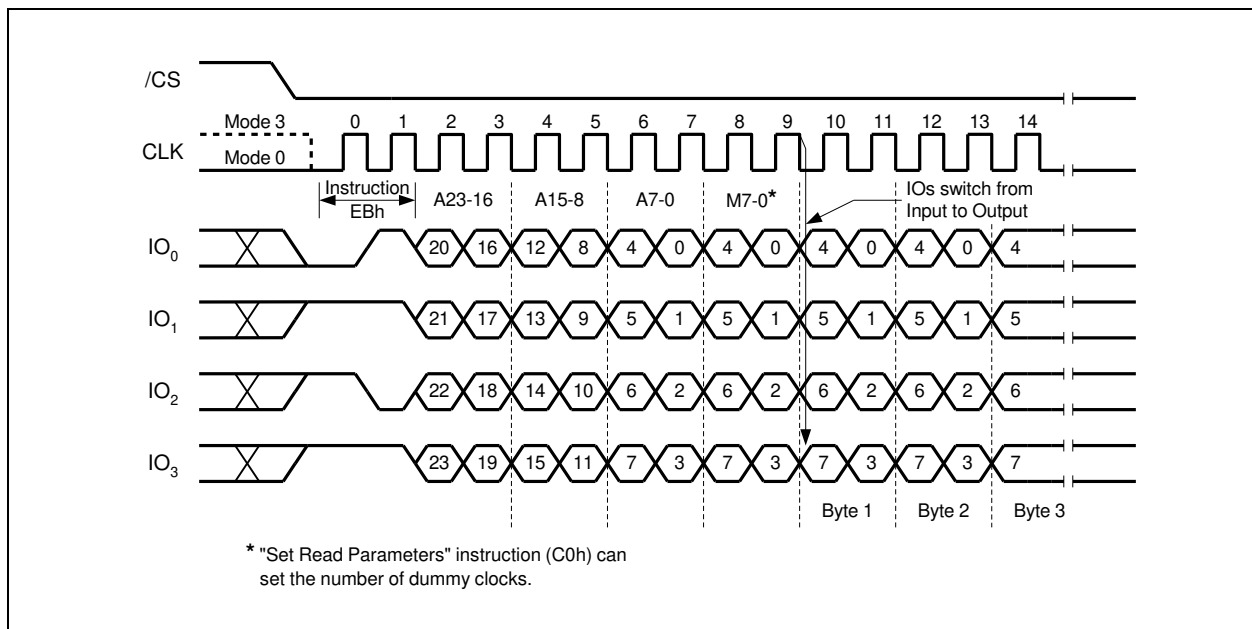 /CS
Mode 3 0 1 2 3 4 5 6 7 8 9 10 11 12 13 14
CLK
Mode 0
Instruction A23-16 A15-8 A7-0 M7-0* IOs switch from
EBh Input to Output
IO0 20 16 12 8 4 0 4 0 4 0 4 0 4
IO1 21 17 13 9 5 1 5 1 5 1 5 1 5
IO2 22 18 14 10 6 2 6 2 6 2 6 2 6
IO3 23 19 15 11 7 3 7 3 7 3 7 3 7
Byte 1 Byte 2 Byte 3
* "Set Read Parameters" instruction (C0h) can
set the number of dummy clocks.